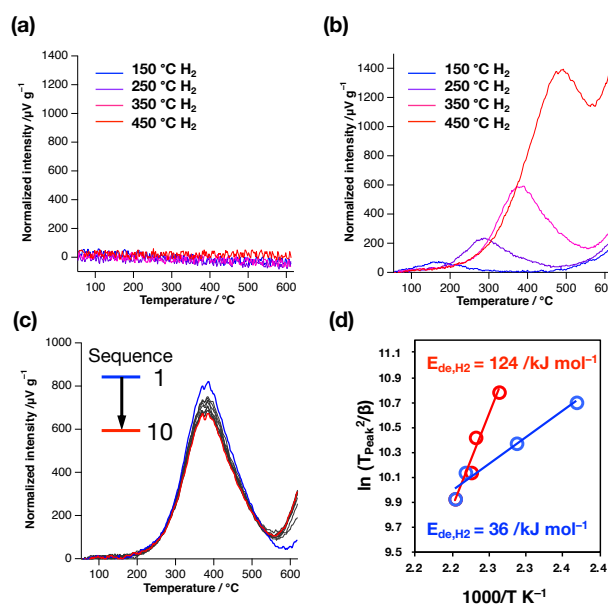 (a)
Normalized intensity /µV g⁻¹
1400
1200
1000
800
600
400
200
0
150 °C H₂
250 °C H₂
350 °C H₂
450 °C H₂
100 200 300 400 500 600
Temperature / °C
(b)
Normalized intensity /µV g⁻¹
1400
1200
1000
800
600
400
200
0
150 °C H₂
250 °C H₂
350 °C H₂
450 °C H₂
100 200 300 400 500 600
Temperature / °C
(c)
Normalized intensity /µV g⁻¹
1000
800
600
400
200
0
Sequence
1
10
100 200 300 400 500 600
Temperature / °C
(d)
ln (T_Peak²/β)
11.1
10.9
10.7
10.5
10.3
10.1
9.9
9.7
9.5
E_de,H2 = 124 /kJ mol⁻¹
E_de,H2 = 36 /kJ mol⁻¹
2.2 2.2 2.3 2.3 2.4 2.4
1000/T K⁻¹